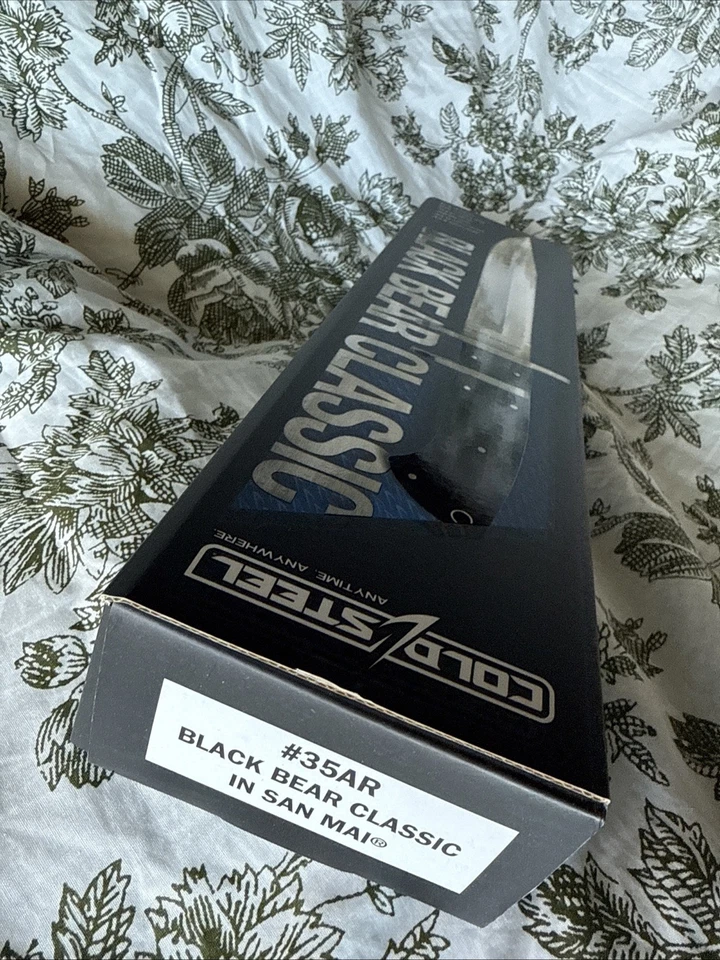 BLACK BEAR CLASSIC
COLD STEEL
ANYTIME. ANYWHERE.
#35AR
BLACK BEAR CLASSIC
IN SAN MAI®